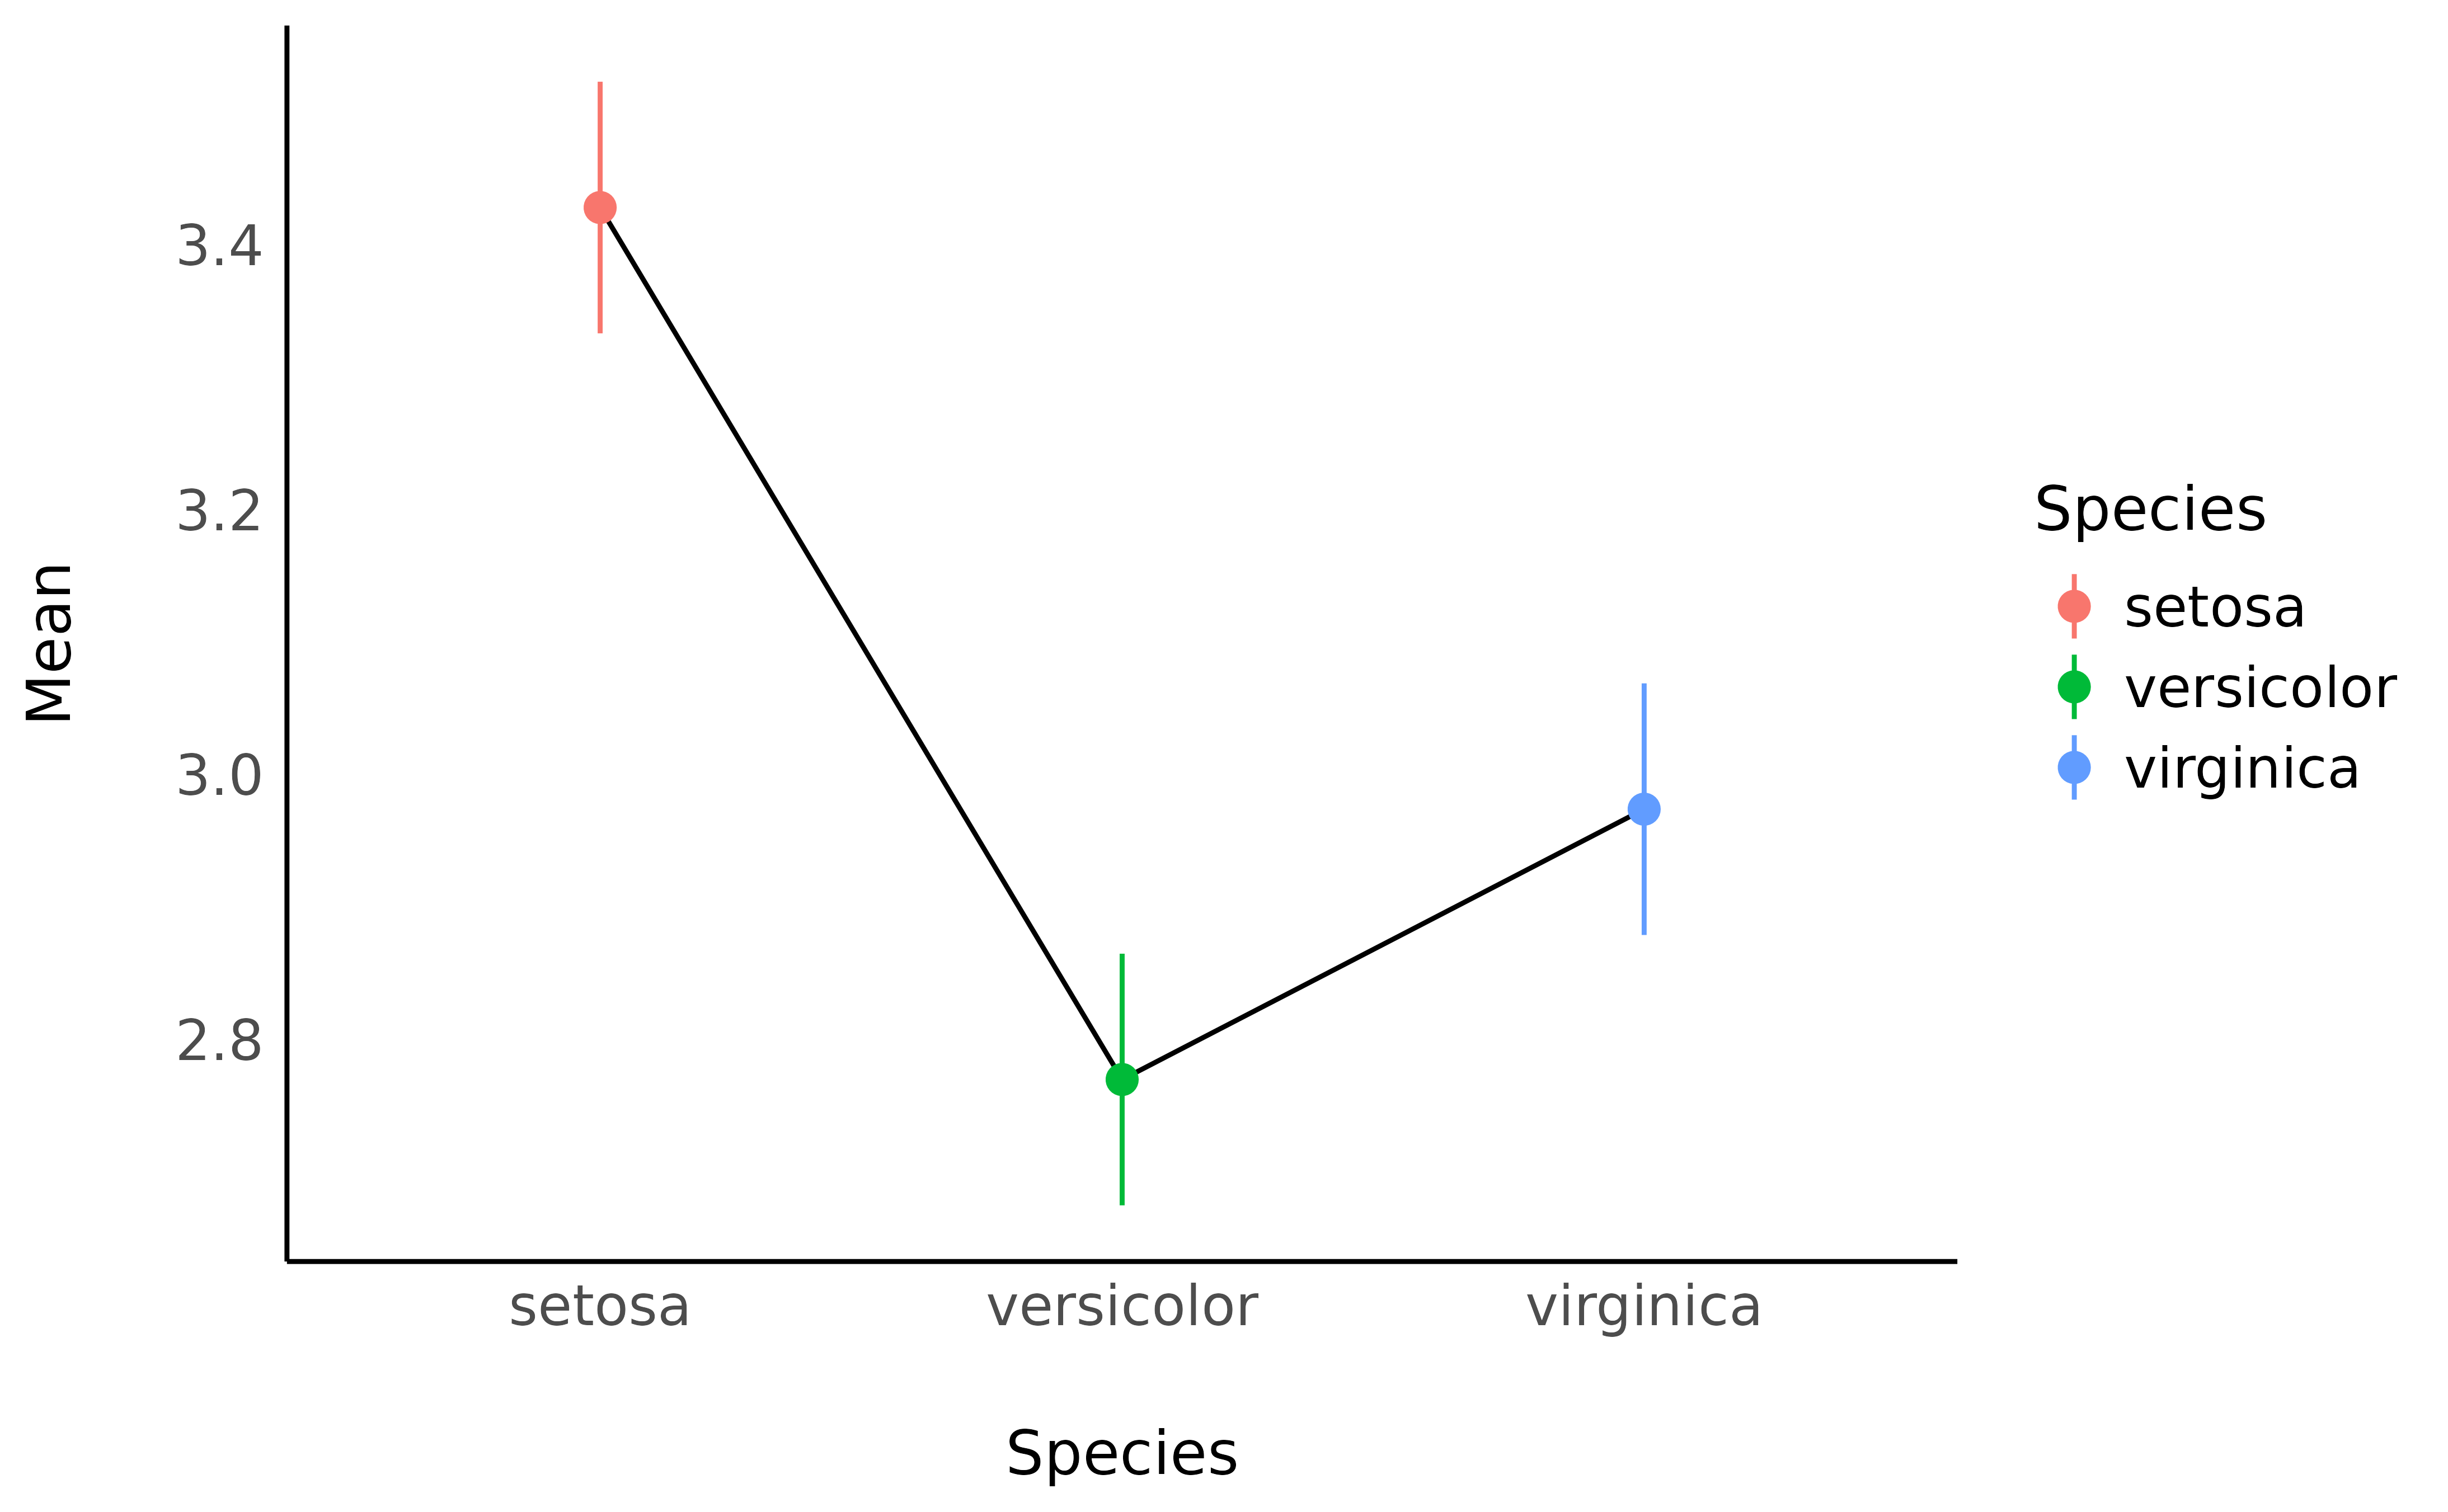 Mean
3.4
3.2
3.0
2.8
setosa
versicolor
virginica
Species
Species
setosa
versicolor
virginica